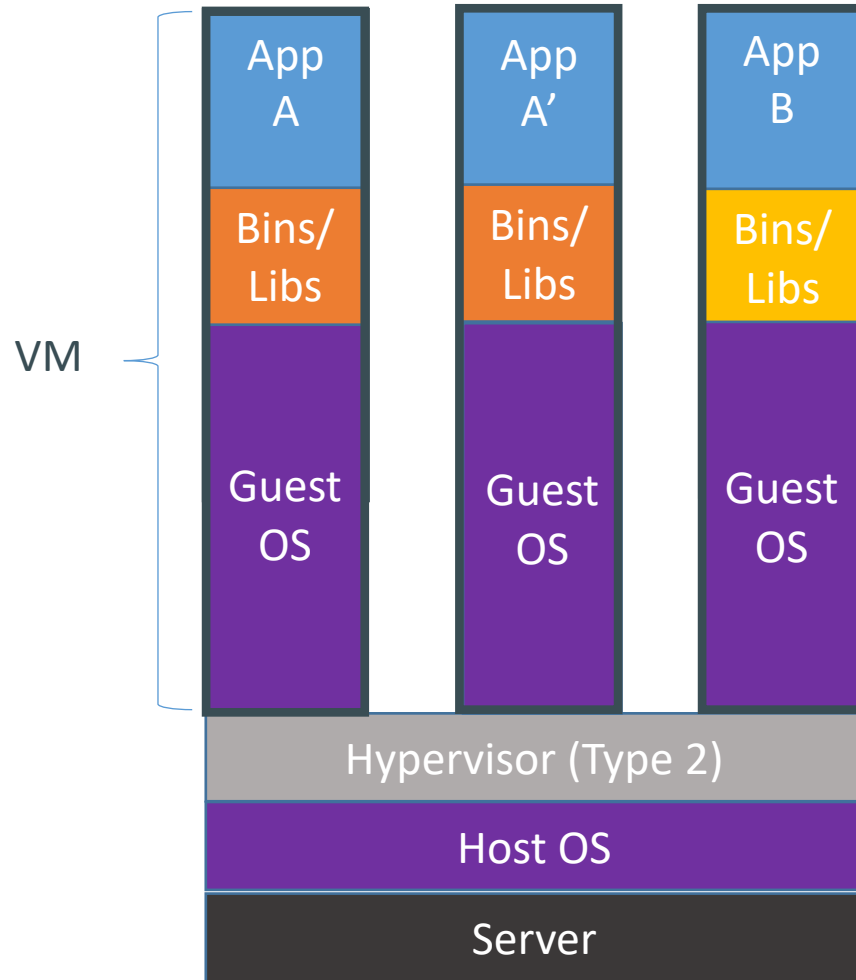 App
A
App
A’
App
B
Bins/
Libs
Bins/
Libs
Bins/
Libs
VM
Guest
OS
Guest
OS
Guest
OS
Hypervisor (Type 2)
Host OS
Server